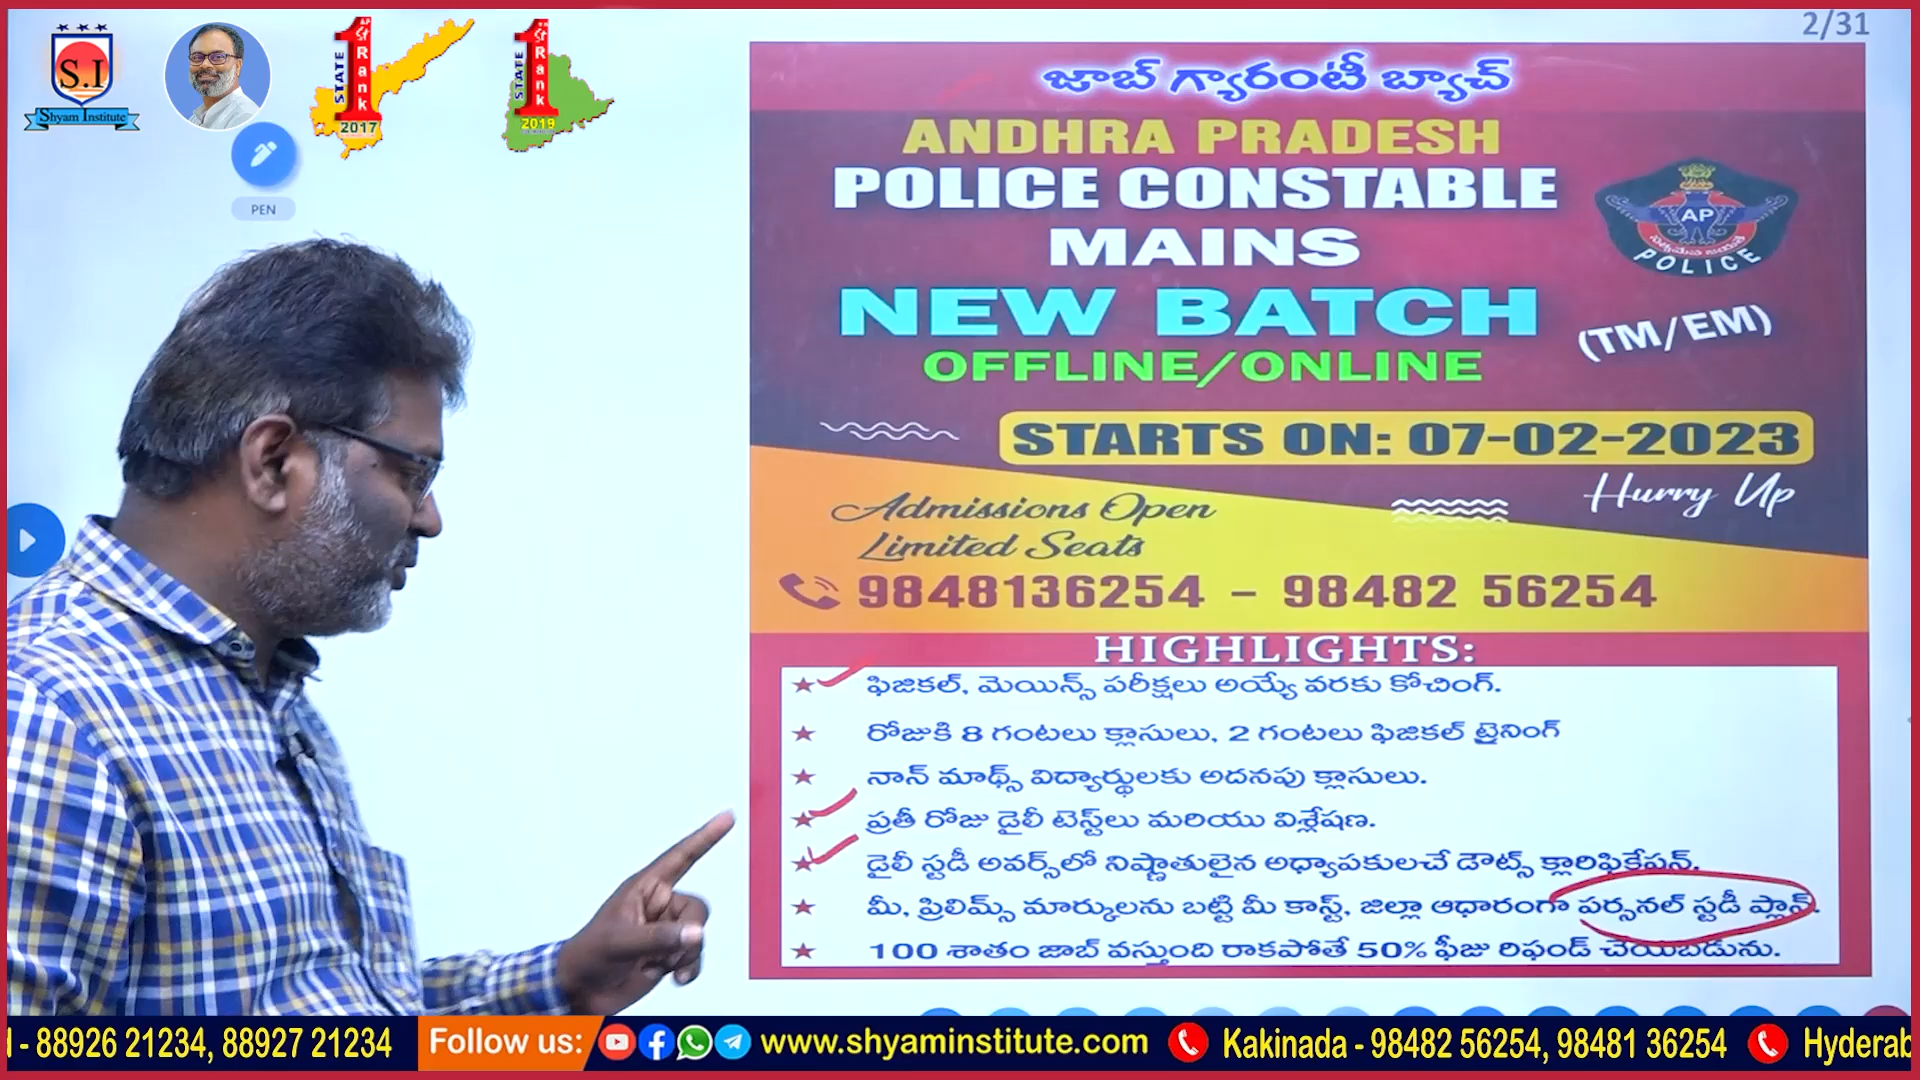 2/31
S.I
Shyam Institute
STATE
1
Rank
2017
STATE
1
Rank
2019
PEN
జాబ్ గ్యారంటీ బ్యాచ్
ANDHRA PRADESH
POLICE CONSTABLE
MAINS
AP
POLICE
NEW BATCH
(TM/EM)
OFFLINE/ONLINE
STARTS ON: 07-02-2023
Hurry Up
Admissions Open
Limited Seats
9848136254 - 98482 56254
HIGHLIGHTS:
★ ఫిజికల్, మెయిన్స్ పరీక్షలు అయ్యే వరకు కోచింగ్.
★ రోజుకి 8 గంటలు క్లాసులు, 2 గంటలు ఫిజికల్ ట్రైనింగ్
★ నాన్ మాథ్స్ విద్యార్థులకు అదనపు క్లాసులు.
★ ప్రతీ రోజు డైలీ టెస్ట్‌లు మరియు విశ్లేషణ.
★ డైలీ స్టడీ అవర్స్‌లో నిష్ణాతులైన అధ్యాపకులచే డౌట్స్ క్లారిఫికేషన్.
★ మీ, ప్రిలిమ్స్ మార్కులను బట్టి మీ కాస్ట్, జిల్లా ఆధారంగా పర్సనల్ స్టడీ ప్లాన్.
★ 100 శాతం జాబ్ వస్తుంది రాకపోతే 50% ఫీజు రిఫండ్ చేయబడును.
- 88926 21234, 88927 21234 Follow us: www.shyaminstitute.com Kakinada - 98482 56254, 98481 36254 Hyderab